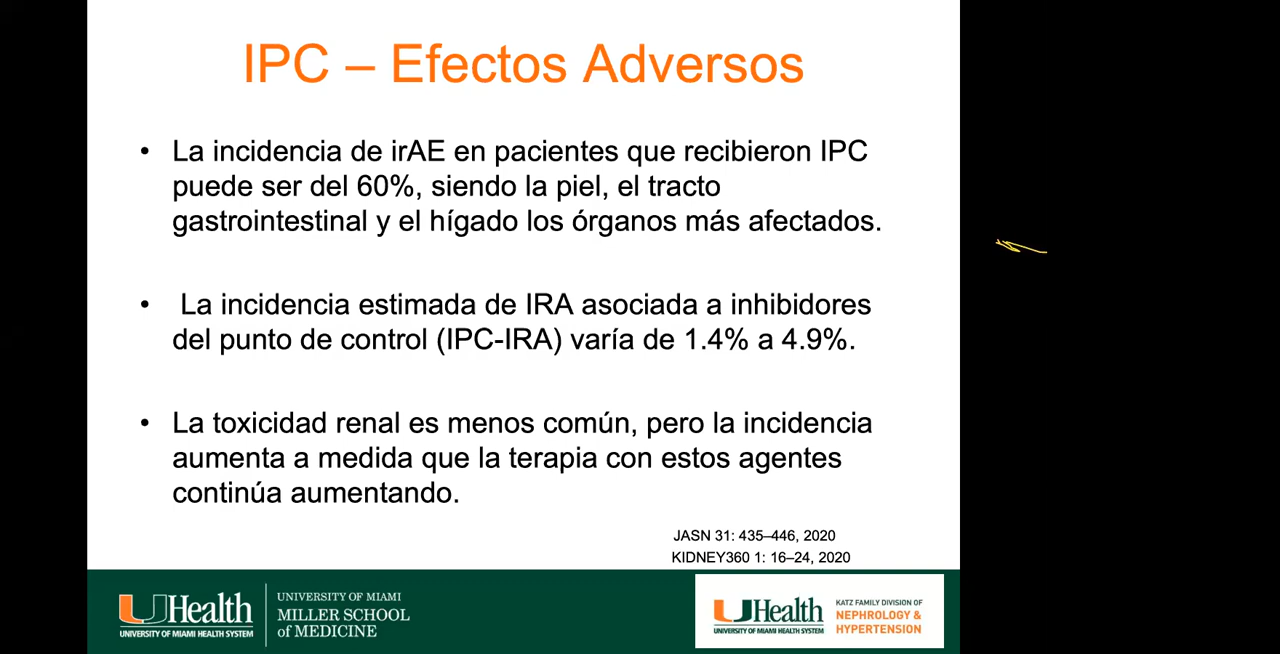 IPC – Efectos Adversos
• La incidencia de irAE en pacientes que recibieron IPC
puede ser del 60%, siendo la piel, el tracto
gastrointestinal y el hígado los órganos más afectados.
• La incidencia estimada de IRA asociada a inhibidores
del punto de control (IPC-IRA) varía de 1.4% a 4.9%.
• La toxicidad renal es menos común, pero la incidencia
aumenta a medida que la terapia con estos agentes
continúa aumentando.
JASN 31: 435–446, 2020
KIDNEY360 1: 16–24, 2020
UHealth
UNIVERSITY OF MIAMI HEALTH SYSTEM
UNIVERSITY OF MIAMI
MILLER SCHOOL
of MEDICINE
UHealth
UNIVERSITY OF MIAMI HEALTH SYSTEM
KATZ FAMILY DIVISION OF
NEPHROLOGY &
HYPERTENSION